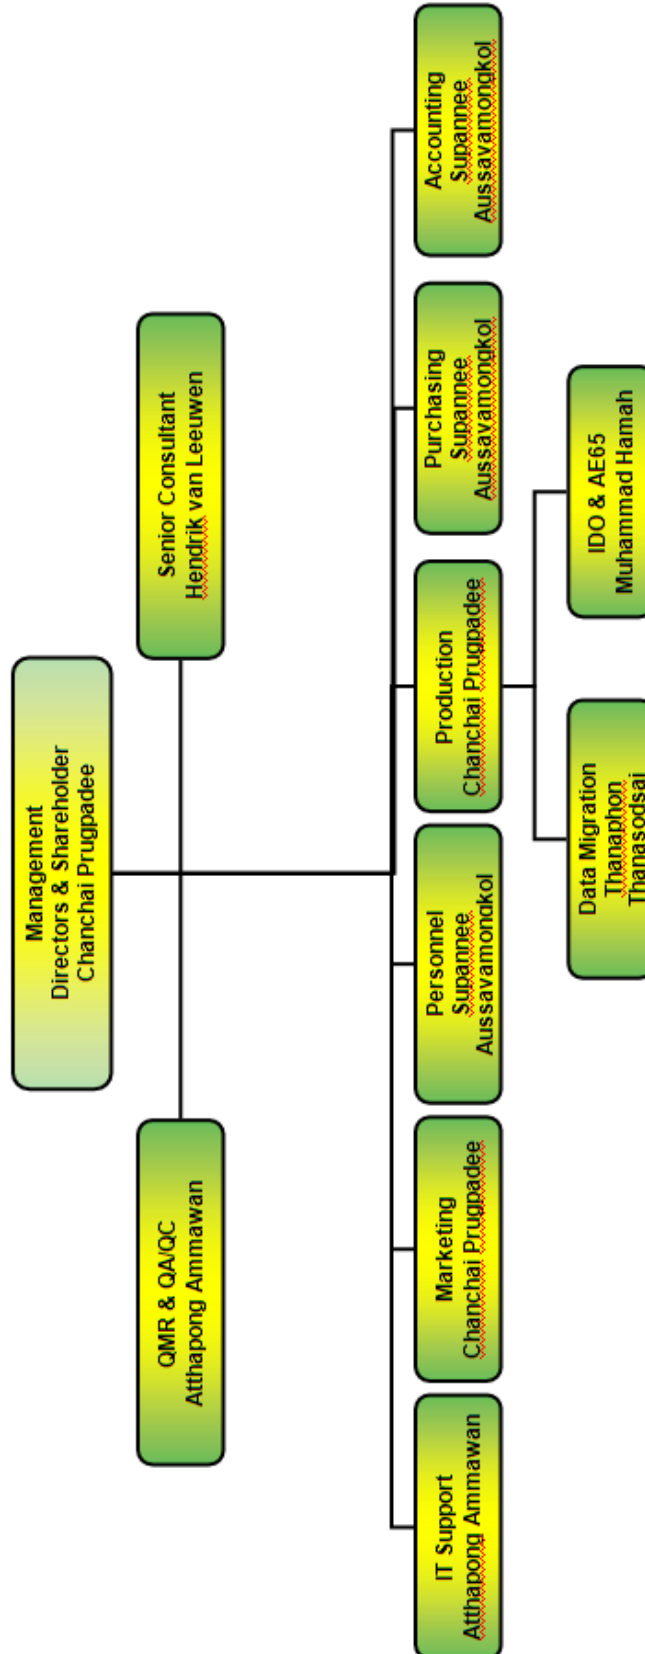 Management
Directors & Shareholder
Chanchai Prugpadee
QMR & QA/QC
Atthapong Ammawan
Senior Consultant
Hendrik van Leeuwen
IT Support
Atthapong Ammawan
Marketing
Chanchai Prugpadee
Personnel
Supannee
Aussavamongkol
Production
Chanchai Prugpadee
Purchasing
Supannee
Aussavamongkol
Accounting
Supannee
Aussavamongkol
Data Migration
Thanaphon
Thanasodsai
IDO & AE65
Muhammad Hamah